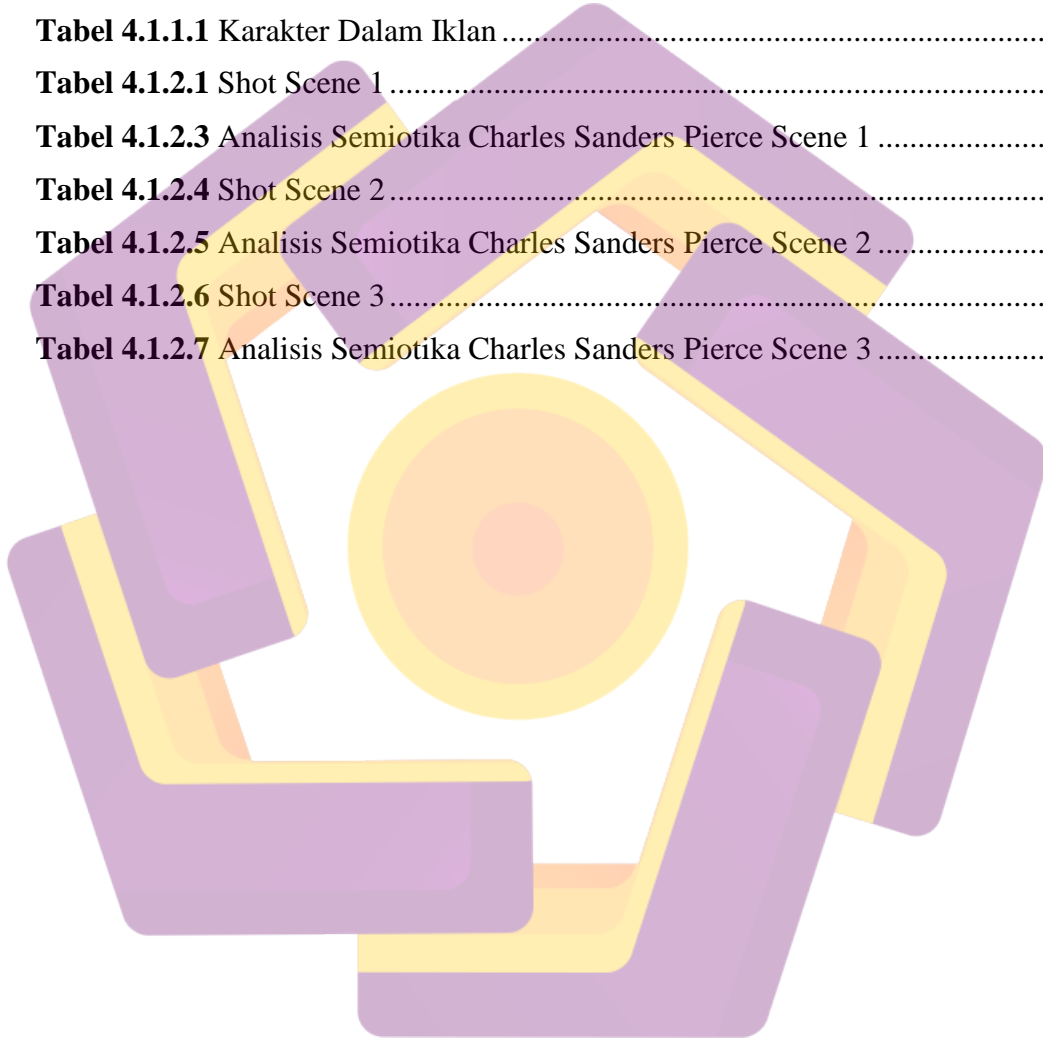 Tabel 4.1.1.1 Karakter Dalam Iklan ........................................................................
Tabel 4.1.2.1 Shot Scene 1 ......................................................................................
Tabel 4.1.2.3 Analisis Semiotika Charles Sanders Pierce Scene 1 ......................
Tabel 4.1.2.4 Shot Scene 2 ......................................................................................
Tabel 4.1.2.5 Analisis Semiotika Charles Sanders Pierce Scene 2 ......................
Tabel 4.1.2.6 Shot Scene 3 ......................................................................................
Tabel 4.1.2.7 Analisis Semiotika Charles Sanders Pierce Scene 3 ......................